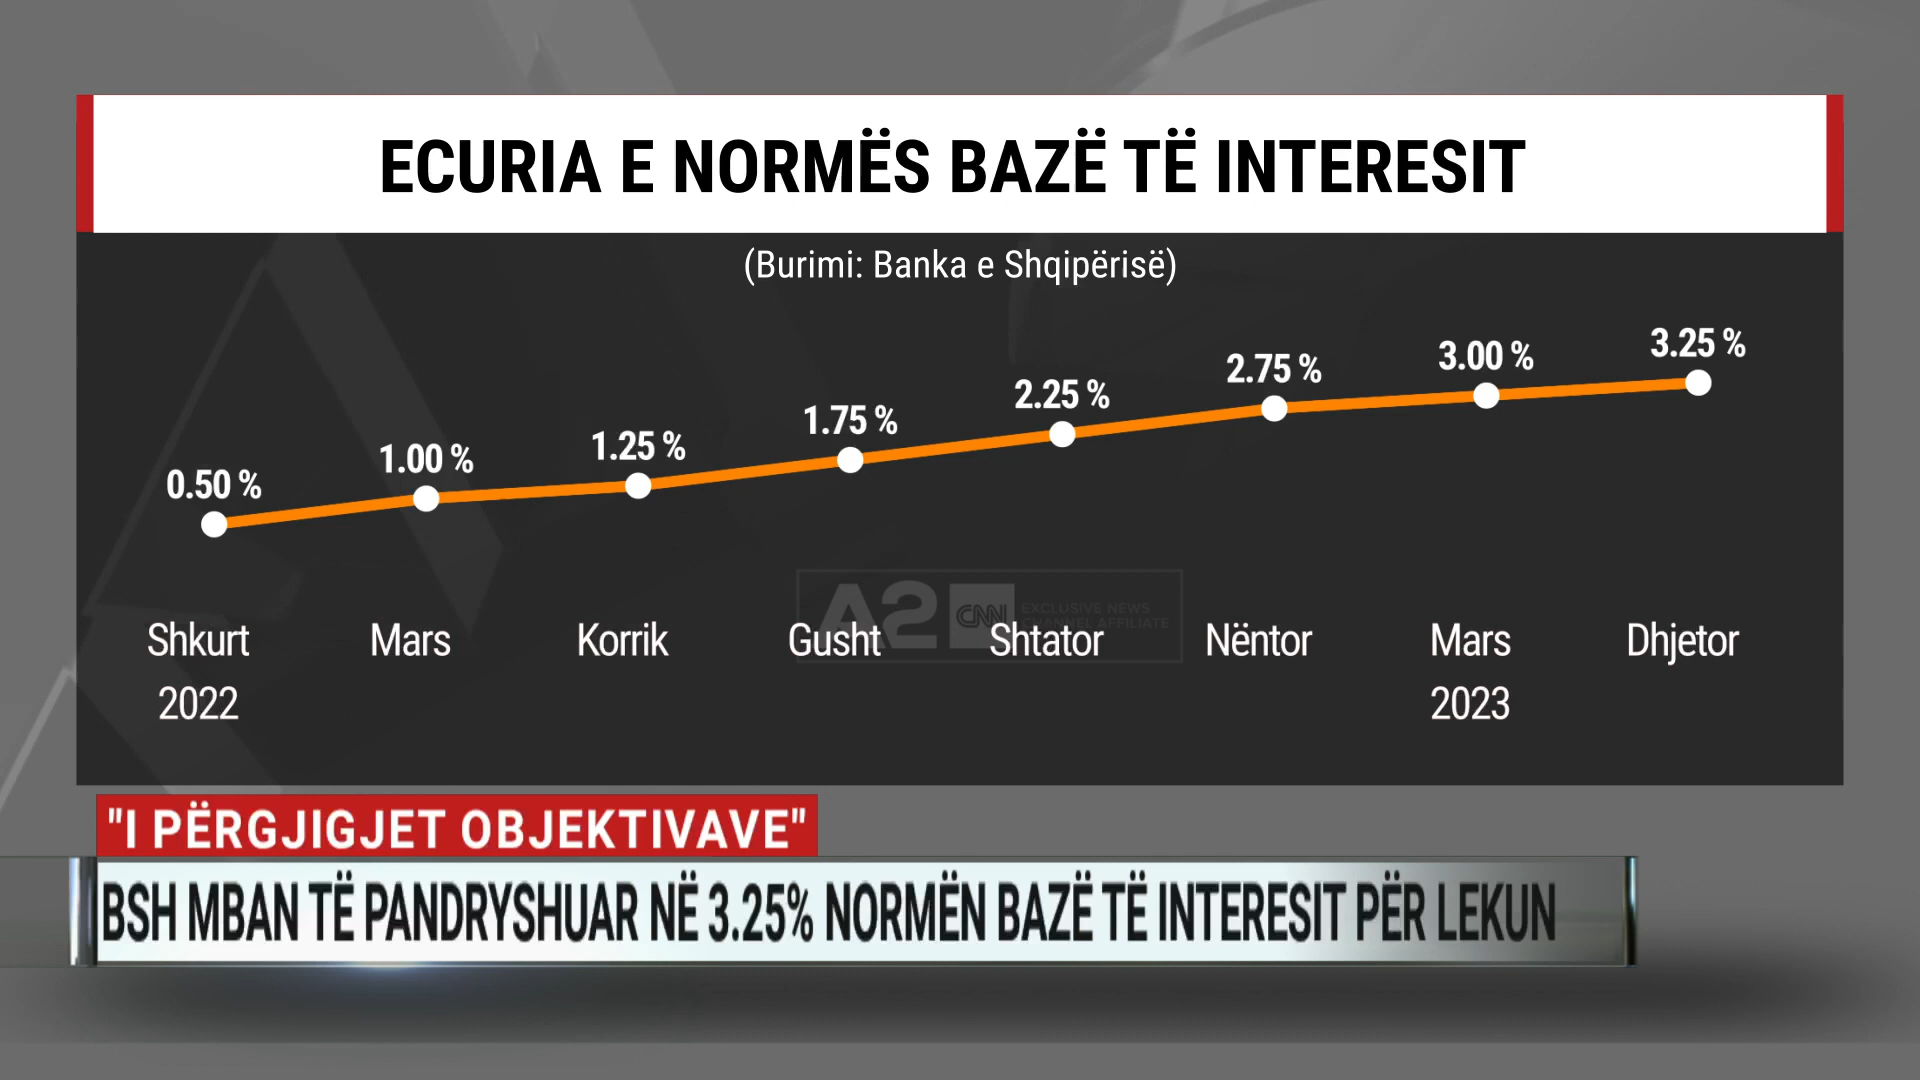 ECURIA E NORMËS BAZË TË INTERESIT
(Burimi: Banka e Shqipërisë)
0.50 %
1.00 %
1.25 %
1.75 %
2.25 %
2.75 %
3.00 %
3.25 %
A2 CNN EXCLUSIVE NEWS
CHANNEL AFFILIATE
Shkurt Mars Korrik Gusht Shtator Nëntor Mars Dhjetor
2022 2023
"I PËRGJIGJET OBJEKTIVAVE"
BSH MBAN TË PANDRYSHUAR NË 3.25% NORMËN BAZË TË INTERESIT PËR LEKUN